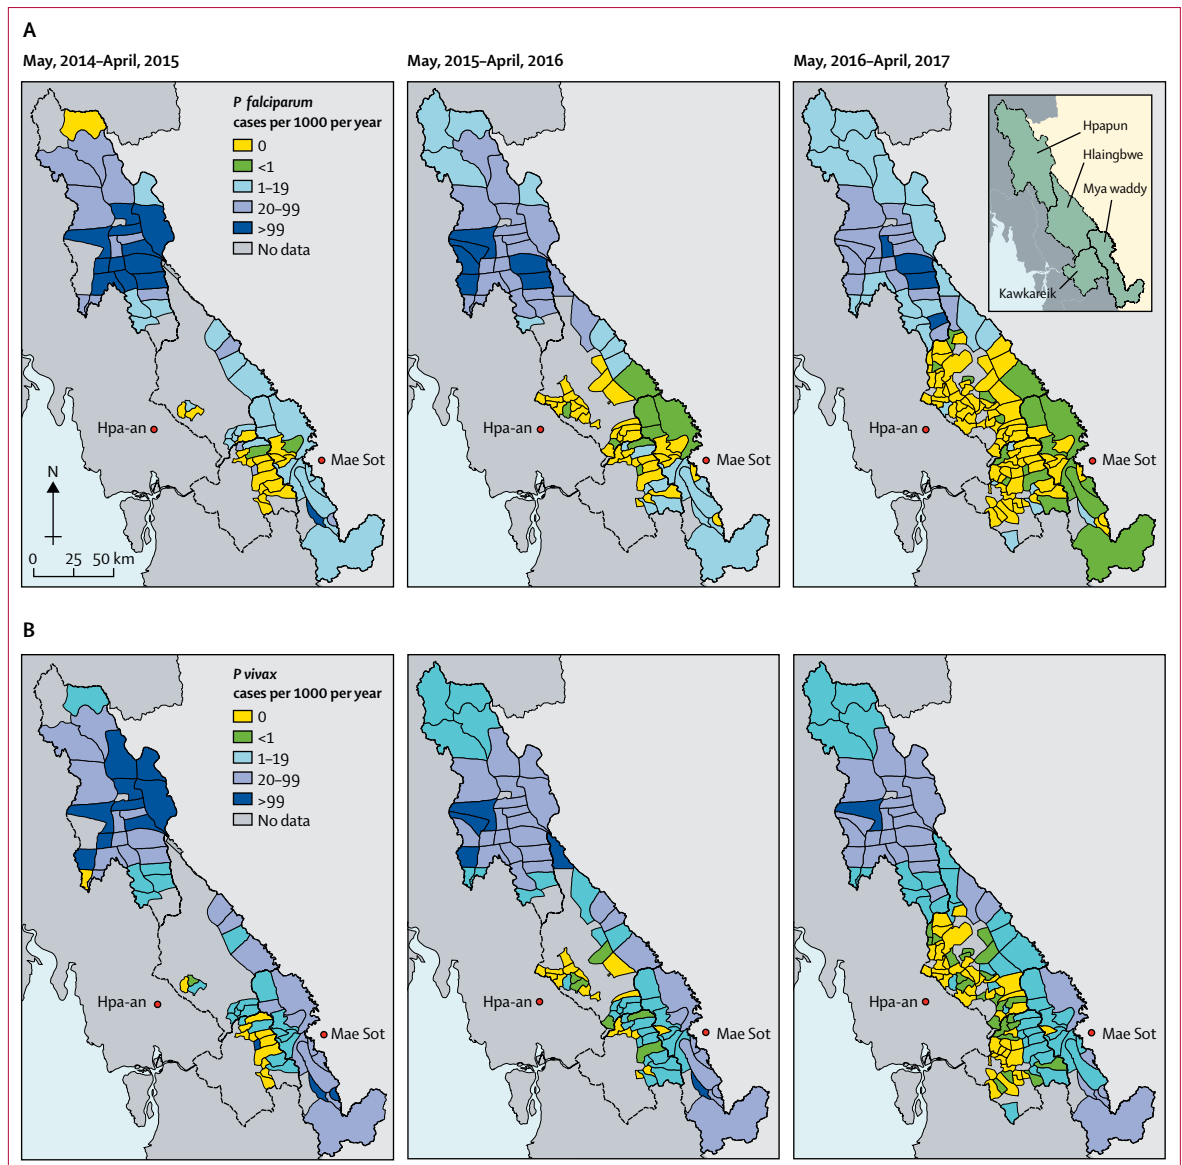 A
May, 2014–April, 2015
May, 2015–April, 2016
May, 2016–April, 2017
P falciparum
cases per 1000 per year
0
<1
1–19
20–99
>99
No data
Hpa-an
Mae Sot
N
0 25 50 km
Hpa-an
Mae Sot
Hpapun
Hlaingbwe
Mya waddy
Kawkareik
Hpa-an
Mae Sot
B
P vivax
cases per 1000 per year
0
<1
1–19
20–99
>99
No data
Hpa-an
Mae Sot
Hpa-an
Mae Sot
Hpa-an
Mae Sot